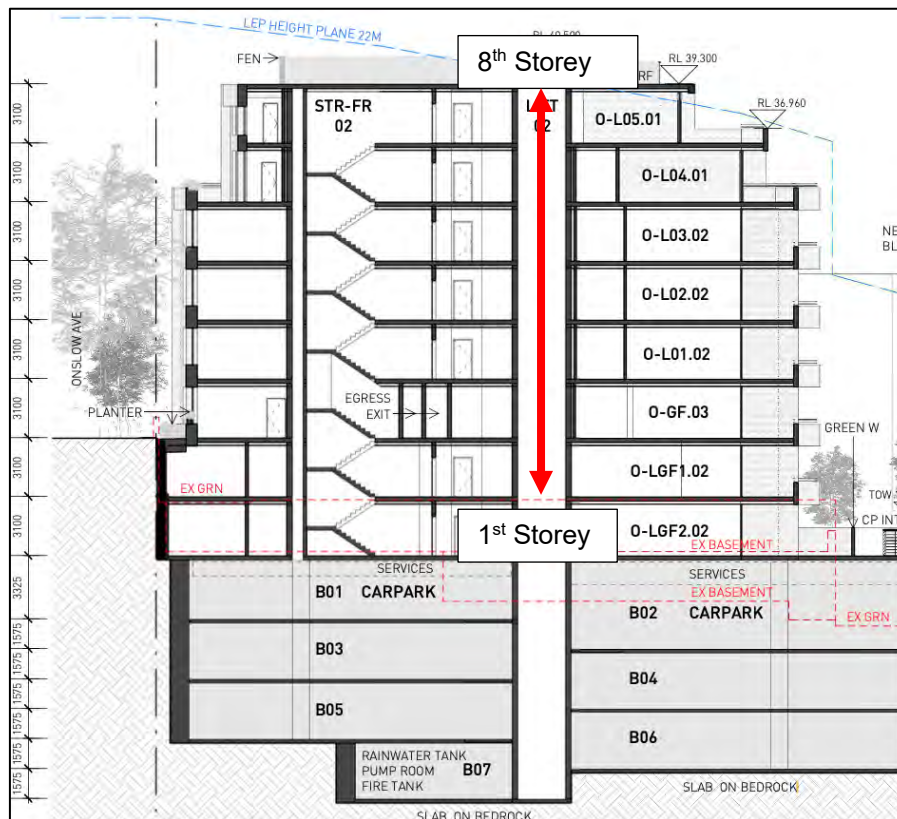 LEP HEIGHT PLANE 22M
FEN
8th Storey
RL 39.300
RL 36.960
STR-FR
02
02
O-L05.01
3100
O-L04.01
3100
O-L03.02
3100
O-L02.02
3100
O-L01.02
3100
ONSLOW AVE
EGRESS
EXIT
O-GF.03
3100
PLANTER
GREEN W
O-LGF1.02
3100
EX GRN
TOW
1st Storey
O-LGF2.02
CP INT
3100
EX BASEMENT
SERVICES
SERVICES
B01 CARPARK
EX BASEMENT
B02 CARPARK
EX GRN
3325
1575
B03
1575
B04
1575
B05
1575
B06
1575
RAINWATER TANK
PUMP ROOM
FIRE TANK
B07
1575
SLAB ON BEDROCK
SLAB ON BEDROCK